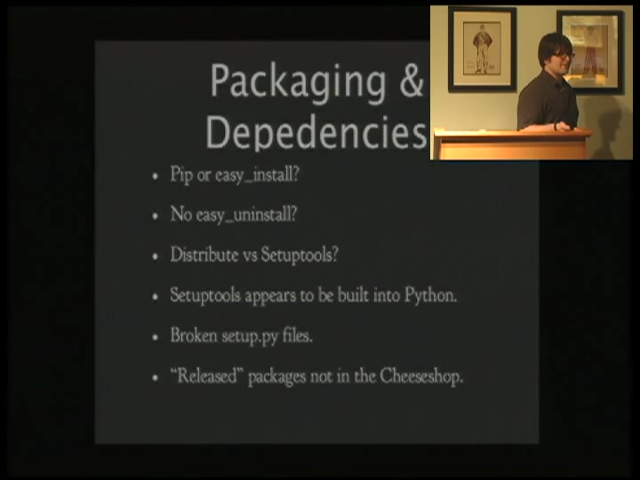 Packaging &
Depedencies
• Pip or easy_install?
• No easy_uninstall?
• Distribute vs Setuptools?
• Setuptools appears to be built into Python.
• Broken setup.py files.
• “Released” packages not in the Cheeseshop.